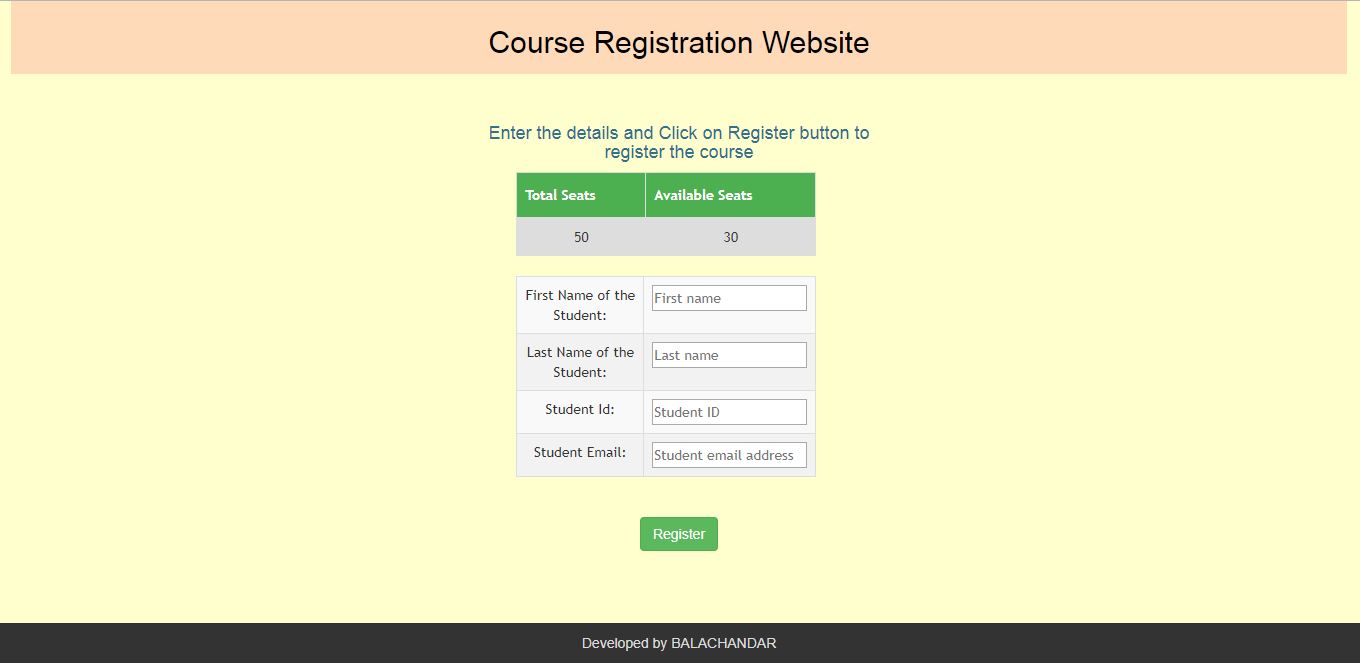 Course Registration Website
Enter the details and Click on Register button to
register the course
Total Seats Available Seats
50 30
First Name of the
Student:
First name
Last Name of the
Student:
Last name
Student Id:
Student ID
Student Email:
Student email address
Register
Developed by BALACHANDAR